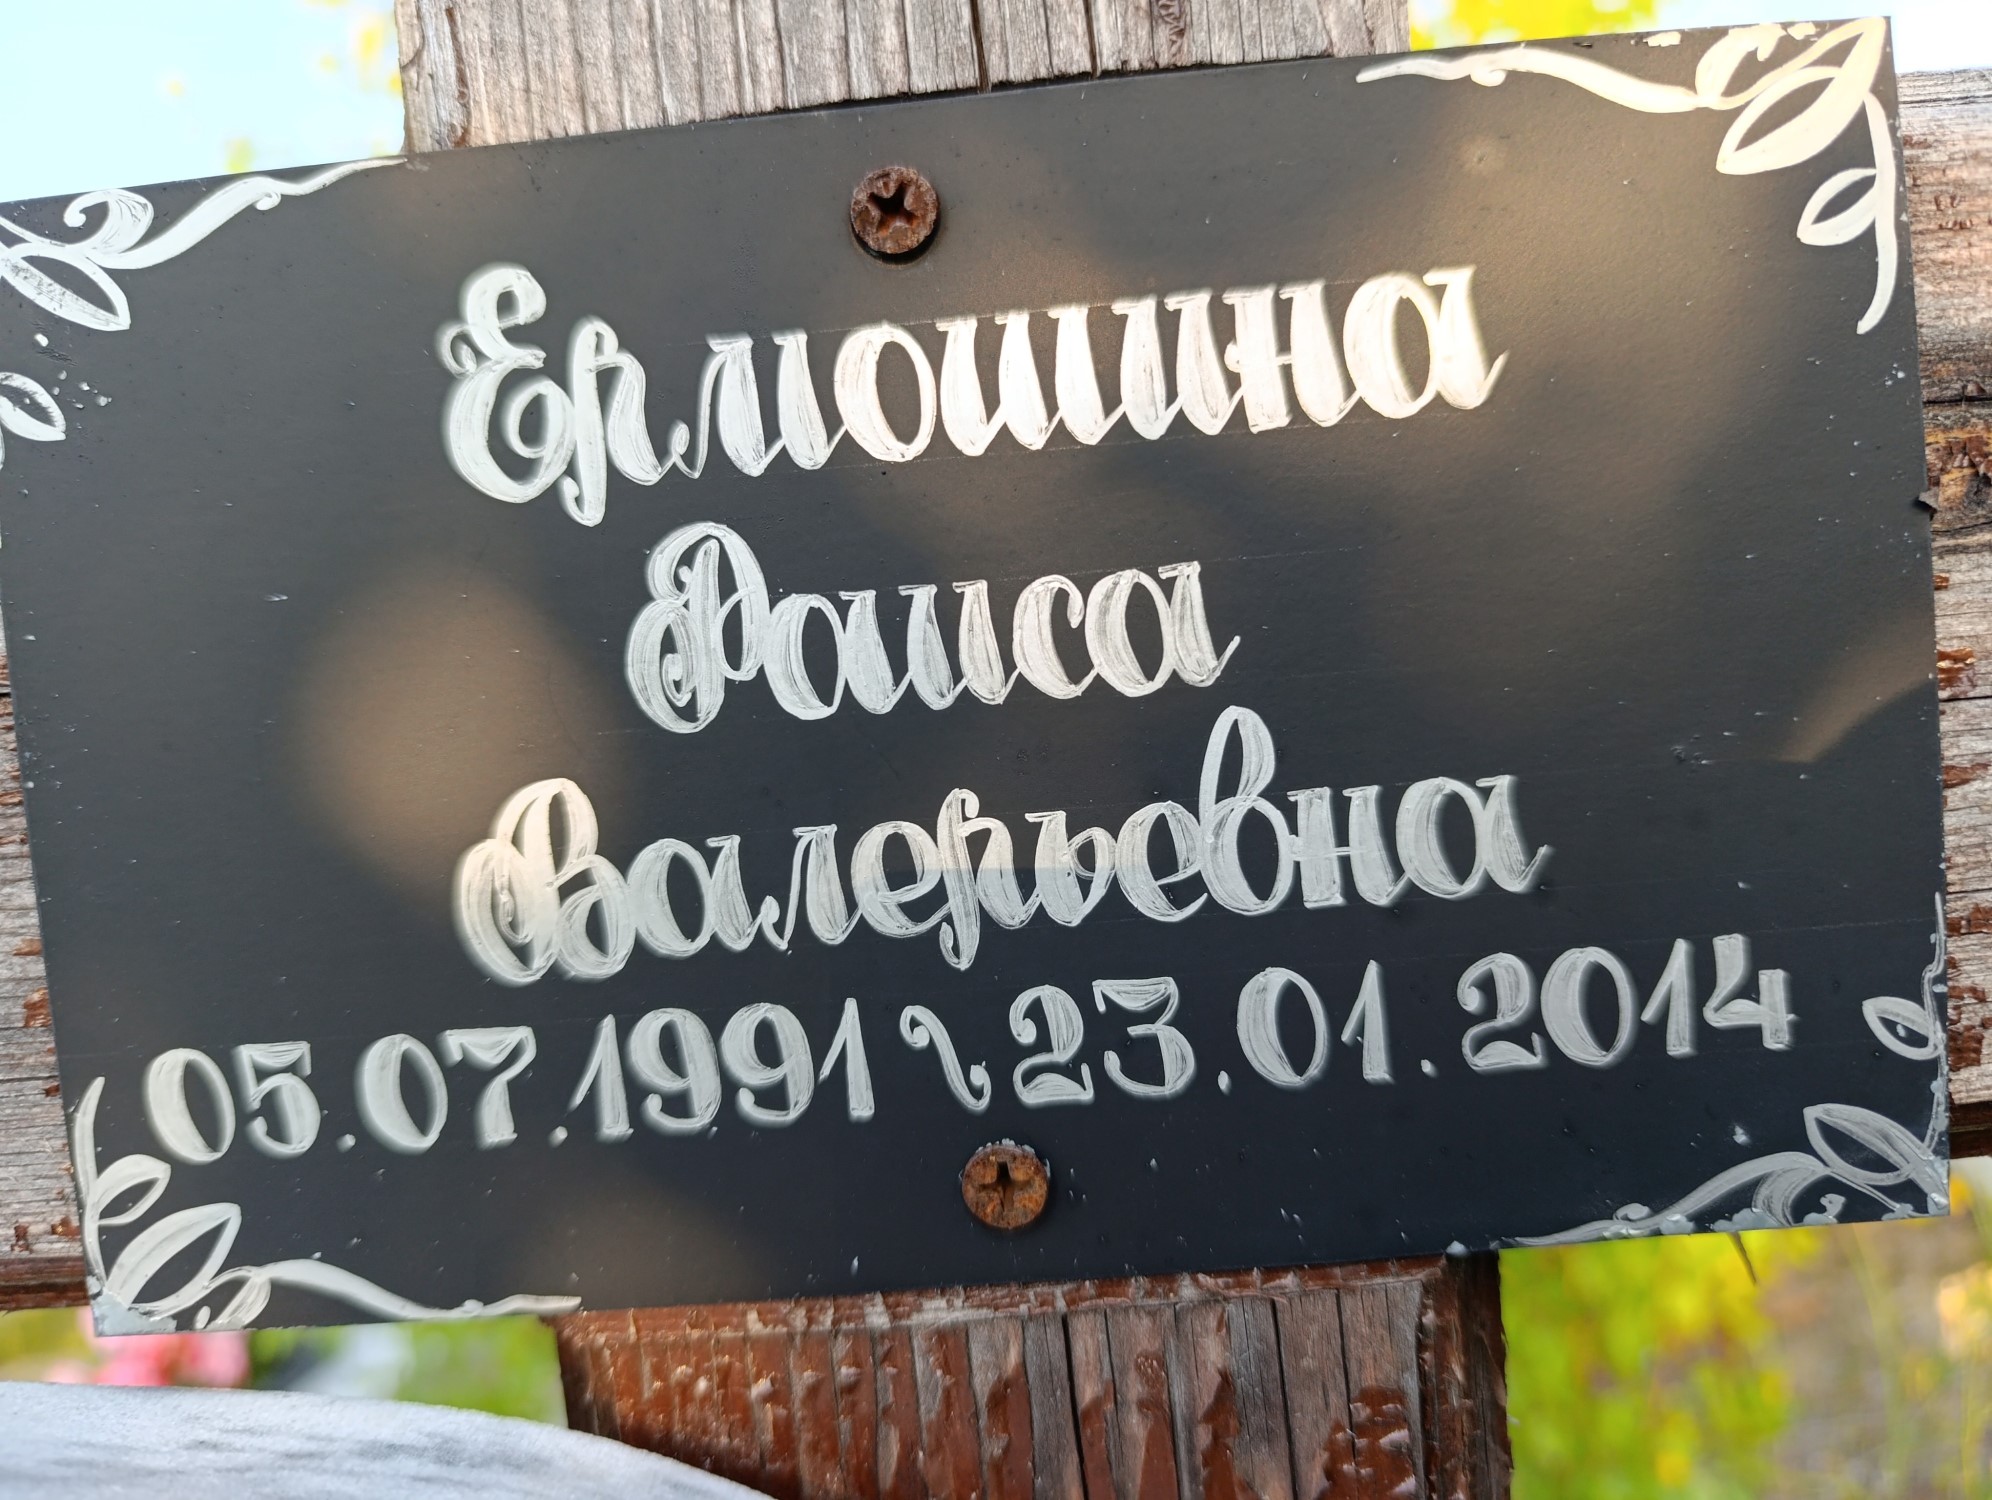 Ермошина
Раиса
Валерьевна
05.07.1991 ~ 23.01.2014